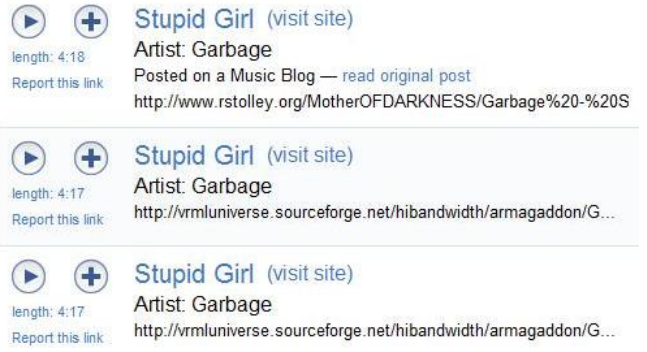 Stupid Girl (visit site)
length: 4:18
Artist: Garbage
Report this link
Posted on a Music Blog — read original post
http://www.rstolley.org/MotherOFDARKNESS/Garbage%20-%20S
Stupid Girl (visit site)
length: 4:17
Artist: Garbage
Report this link
http://vrmluniverse.sourceforge.net/hibandwidth/armagaddon/G...
Stupid Girl (visit site)
length: 4:17
Artist: Garbage
Report this link
http://vrmluniverse.sourceforge.net/hibandwidth/armagaddon/G...